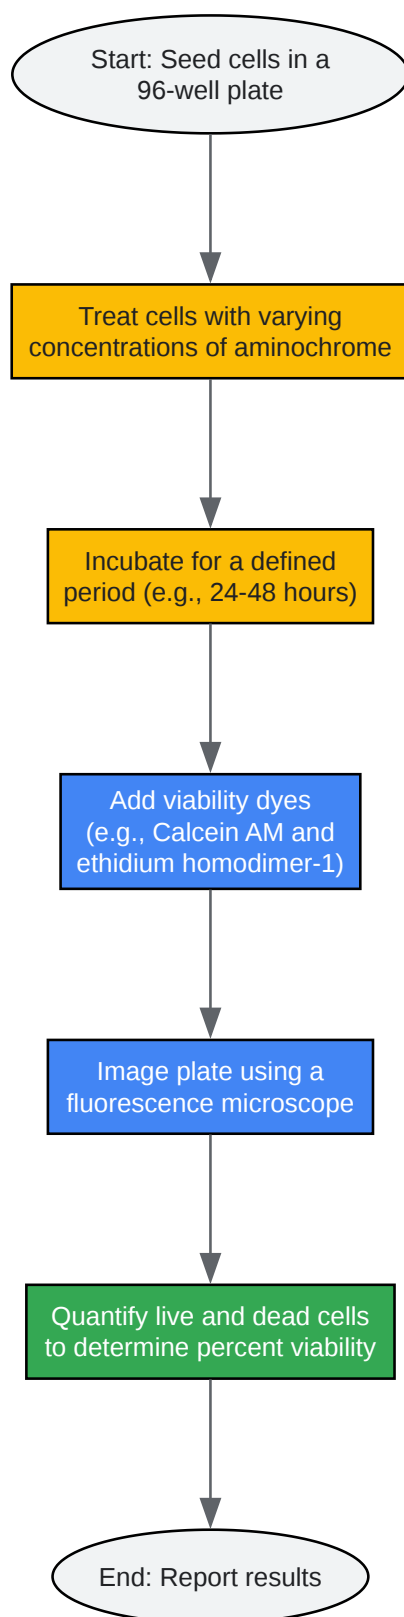 Start: Seed cells in a
96-well plate
Treat cells with varying
concentrations of aminochrome
Incubate for a defined
period (e.g., 24-48 hours)
Add viability dyes
(e.g., Calcein AM and
ethidium homodimer-1)
Image plate using a
fluorescence microscope
Quantify live and dead cells
to determine percent viability
End: Report results